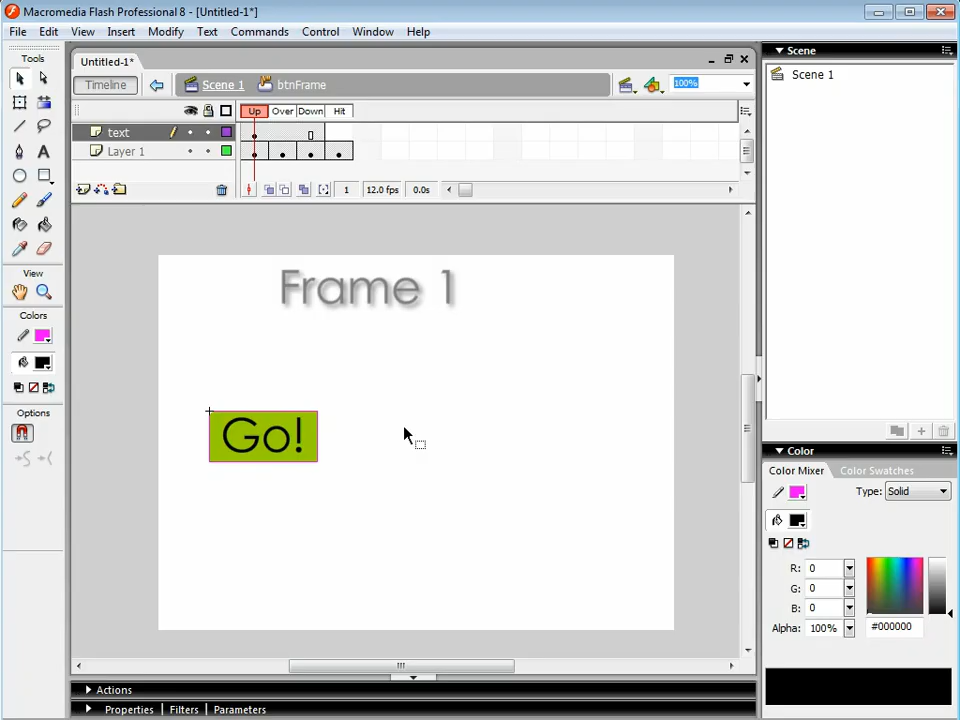 Macromedia Flash Professional 8 - [Untitled-1*]
File Edit View Insert Modify Text Commands Control Window Help
Tools
View
Colors
Options
Untitled-1*
Timeline Scene 1 btnFrame 100%
Up Over Down Hit
text
Layer 1
1 12.0 fps 0.0s
Frame 1
Go!
Actions
Properties Filters Parameters
Scene
Scene 1
Color
Color Mixer Color Swatches
Type: Solid
R: 0
G: 0
B: 0
Alpha: 100% #000000